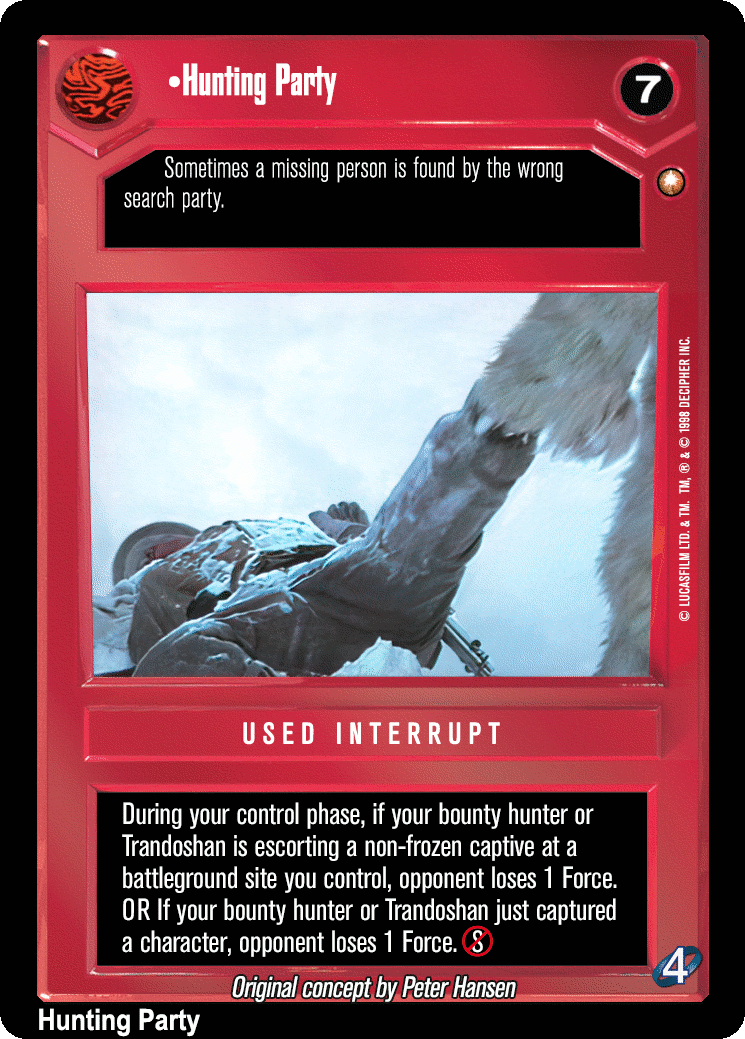 •Hunting Party
7
Sometimes a missing person is found by the wrong
search party.
© LUCASFILM LTD. & TM. TM, ® & © 1998 DECIPHER INC.
USED INTERRUPT
During your control phase, if your bounty hunter or
Trandoshan is escorting a non-frozen captive at a
battleground site you control, opponent loses 1 Force.
OR If your bounty hunter or Trandoshan just captured
a character, opponent loses 1 Force. S
4
Original concept by Peter Hansen
Hunting Party